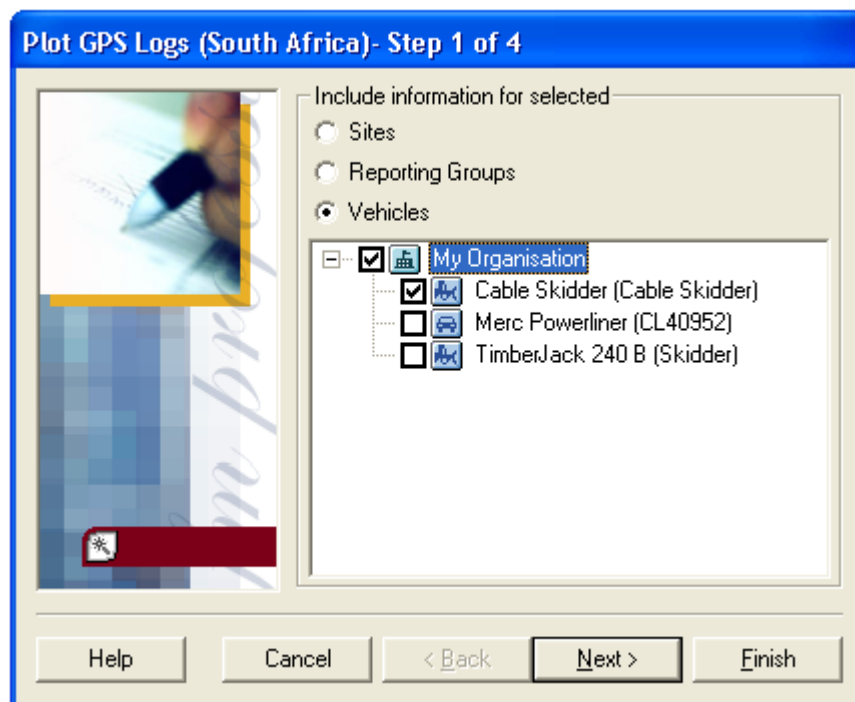 Plot GPS Logs (South Africa)- Step 1 of 4
Include information for selected
Sites
Reporting Groups
Vehicles
My Organisation
Cable Skidder (Cable Skidder)
Merc Powerliner (CL40952)
TimberJack 240 B (Skidder)
Help
Cancel
< Back
Next >
Finish